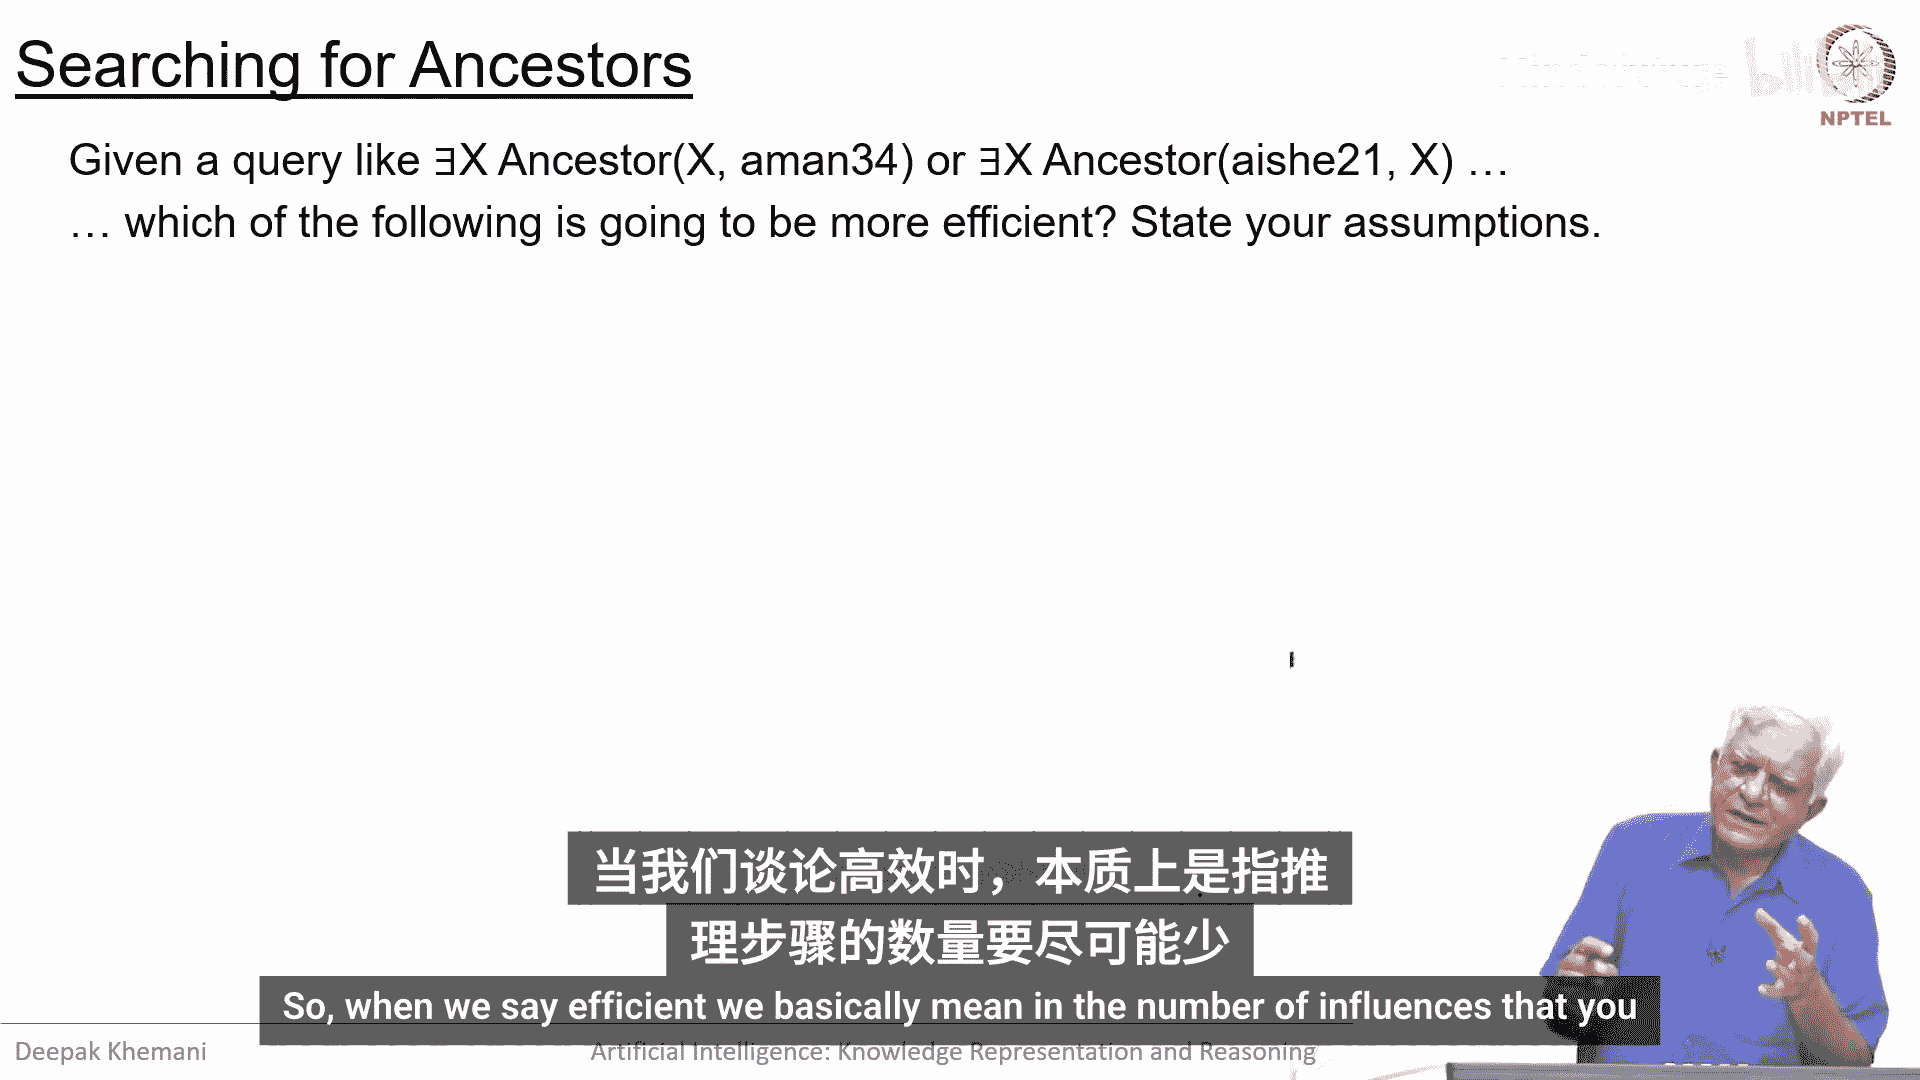 Searching for Ancestors
NPTEL
Given a query like ∃X Ancestor(X, aman34) or ∃X Ancestor(aishe21, X) …
… which of the following is going to be more efficient? State your assumptions.
当我们谈论高效时，本质上是指推
理步骤的数量要尽可能少
So, when we say efficient we basically mean in the number of influences that you
Deepak Khemani
Artificial Intelligence: Knowledge Representation and Reasoning